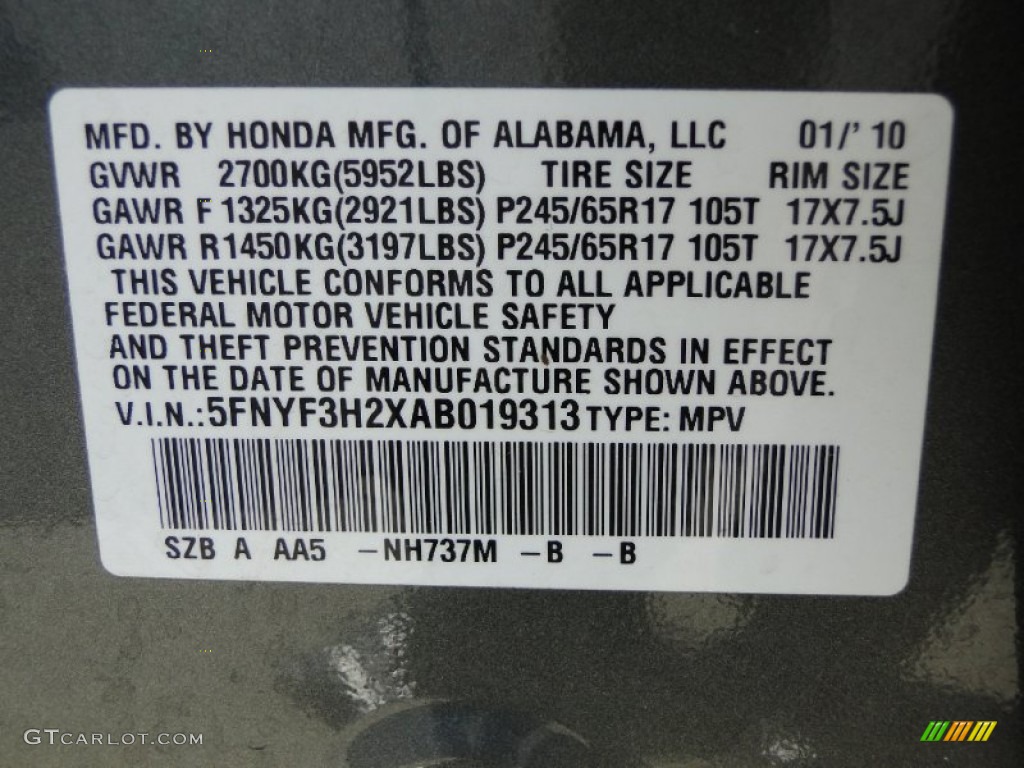 MFD. BY HONDA MFG. OF ALABAMA, LLC 01/' 10
GVWR 2700KG(5952LBS) TIRE SIZE RIM SIZE
GAWR F 1325KG(2921LBS) P245/65R17 105T 17X7.5J
GAWR R1450KG(3197LBS) P245/65R17 105T 17X7.5J
THIS VEHICLE CONFORMS TO ALL APPLICABLE
FEDERAL MOTOR VEHICLE SAFETY
AND THEFT PREVENTION STANDARDS IN EFFECT
ON THE DATE OF MANUFACTURE SHOWN ABOVE.
V.I.N.: 5FNYF3H2XAB019313 TYPE: MPV
SZB A AA5 -NH737M -B -B
GTCARLOT.COM